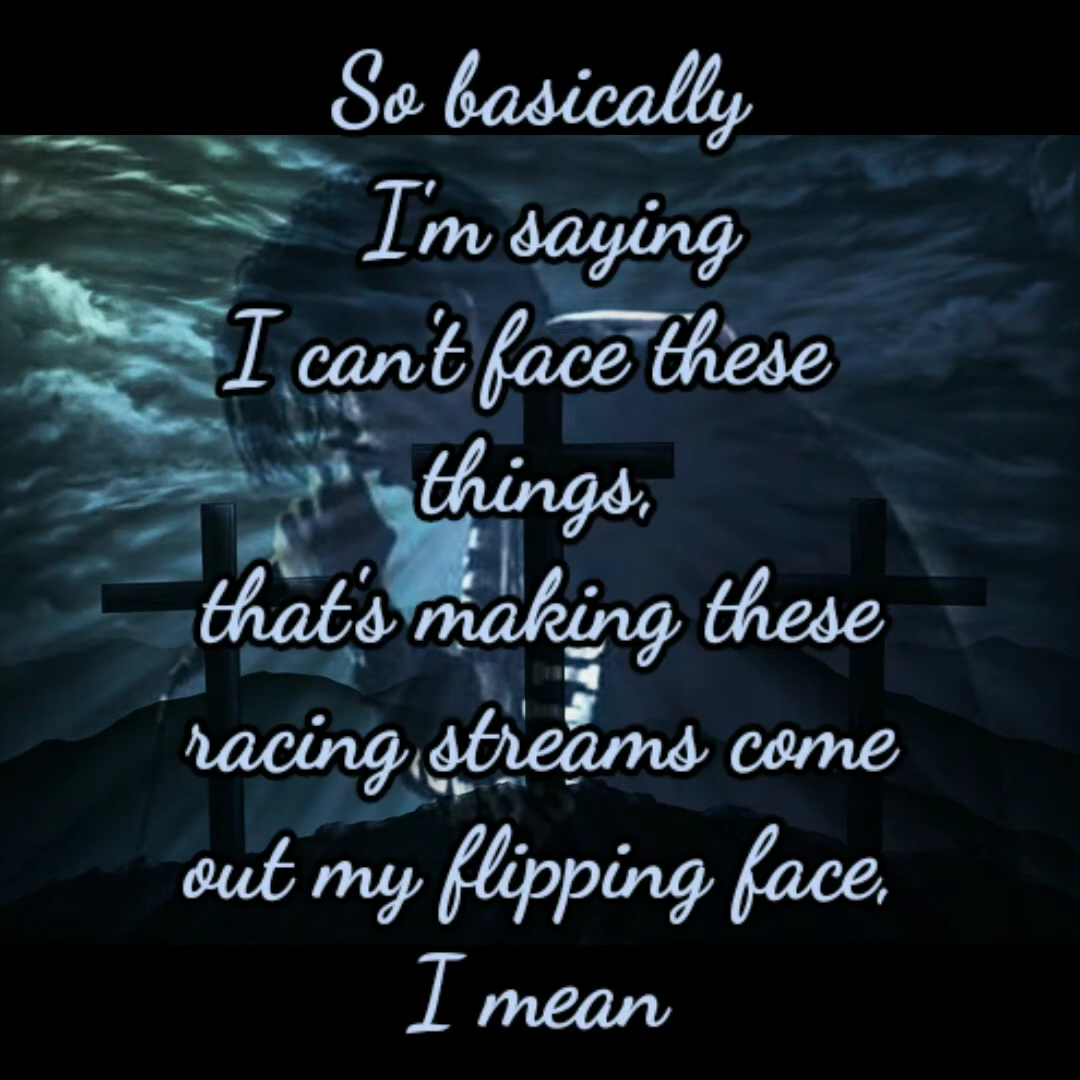 So basically
I'm saying
I can't face these
things,
that's making these
racing streams come
out my flipping face,
I mean